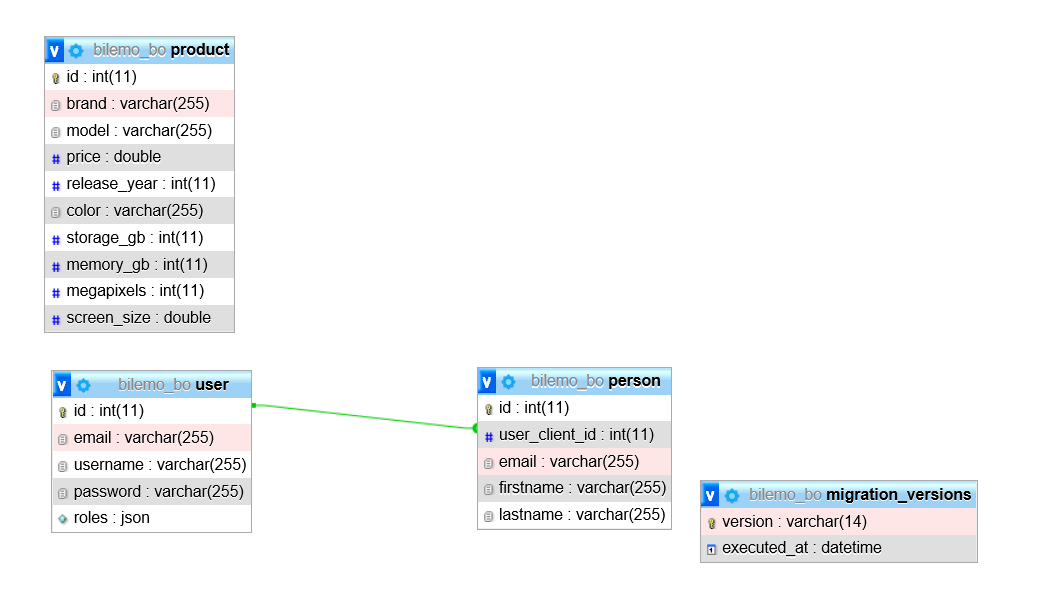 v bilemo_bo product
id : int(11)
brand : varchar(255)
model : varchar(255)
# price : double
# release_year : int(11)
color : varchar(255)
# storage_gb : int(11)
# memory_gb : int(11)
# megapixels : int(11)
# screen_size : double
v bilemo_bo user
id : int(11)
email : varchar(255)
username : varchar(255)
password : varchar(255)
roles : json
v bilemo_bo person
id : int(11)
# user_client_id : int(11)
email : varchar(255)
firstname : varchar(255)
lastname : varchar(255)
v bilemo_bo migration_versions
version : varchar(14)
1 executed_at : datetime